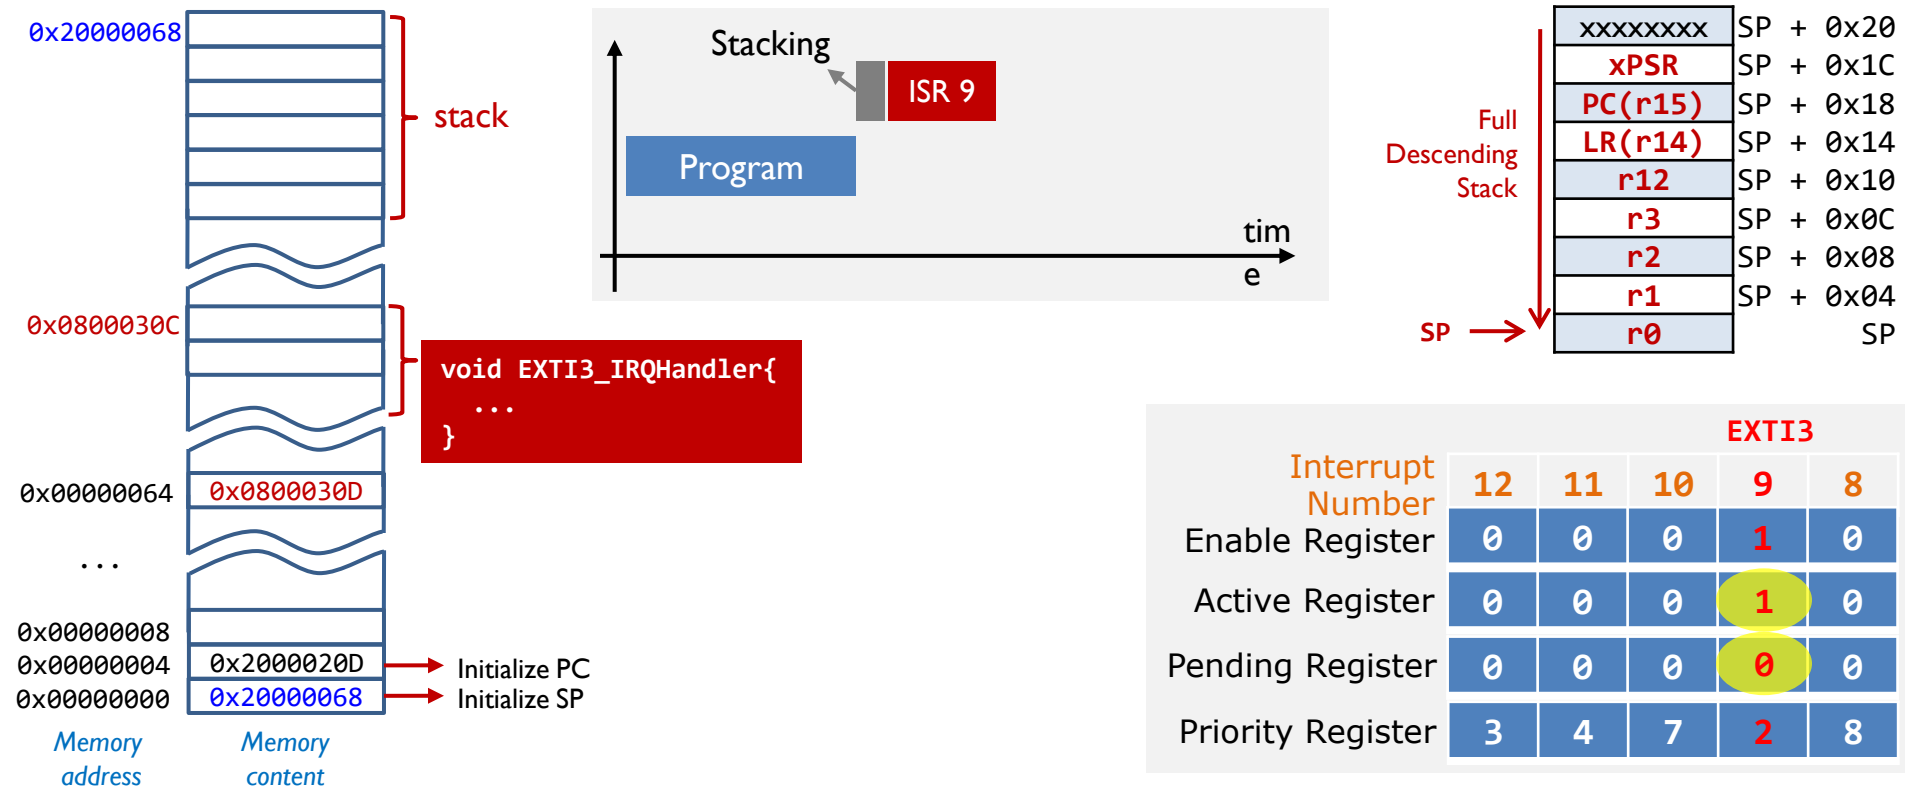 0x20000068
stack
0x0800030C
void EXTI3_IRQHandler{
...
}
0x00000064 0x0800030D
...
0x00000008
0x00000004 0x2000020D Initialize PC
0x00000000 0x20000068 Initialize SP
Memory address
Memory content
Stacking
ISR 9
Program
tim
e
xxxxxxxx SP + 0x20
xPSR SP + 0x1C
PC(r15) SP + 0x18
LR(r14) SP + 0x14
r12 SP + 0x10
r3 SP + 0x0C
r2 SP + 0x08
r1 SP + 0x04
SP r0 SP
Full
Descending
Stack
EXTI3
Interrupt
Number 12 11 10 9 8
Enable Register 0 0 0 1 0
Active Register 0 0 0 1 0
Pending Register 0 0 0 0 0
Priority Register 3 4 7 2 8